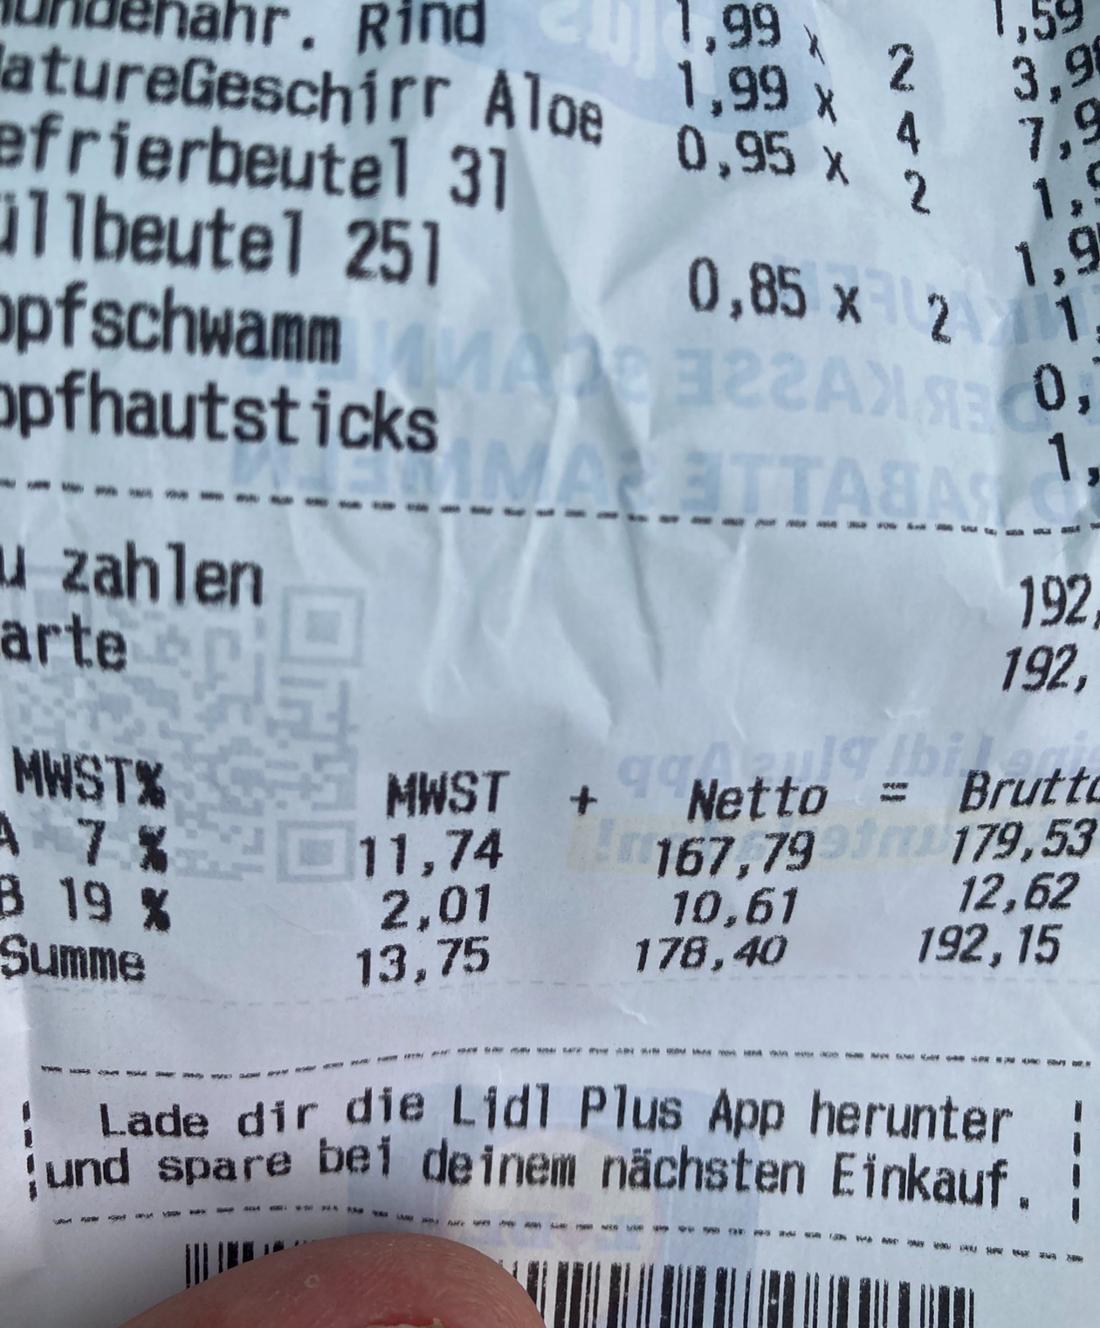 1,59
1,99 x 2 3,9
undenahr. Rind 1,99 x 4 7,9
atureGeschirr Aloe 0,95 x 2 1,9
efrierbeutel 3l 1,9
üllbeutel 25l 0,85 x 2 1,
opfschwamm 0,
opfhautsticks 1,
u zahlen 192,
arte 192,
MWST% MWST + Netto = Brutto
A 7 % 11,74 167,79 179,53
B 19 % 2,01 10,61 12,62
Summe 13,75 178,40 192,15
Lade dir die Lidl Plus App herunter
und spare bei deinem nächsten Einkauf.